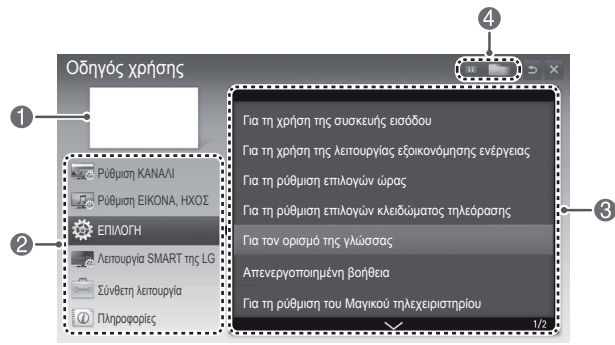 4
Οδηγός χρήσης
1
2
Ρύθμιση ΚΑΝΑΛΙ
Ρύθμιση ΕΙΚΟΝΑ, ΗΧΟΣ
ΕΠΙΛΟΓΗ
Λειτουργία SMART της LG
Σύνθετη λειτουργία
Πληροφορίες
Για τη χρήση της συσκευής εισόδου
Για τη χρήση της λειτουργίας εξοικονόμησης ενέργειας
Για τη ρύθμιση επιλογών ώρας
Για τη ρύθμιση επιλογών κλειδώματος τηλεόρασης
Για τον ορισμό της γλώσσας
Απενεργοποιημένη βοήθεια
Για τη ρύθμιση του Μαγικού τηλεχειριστηρίου
1/2
3